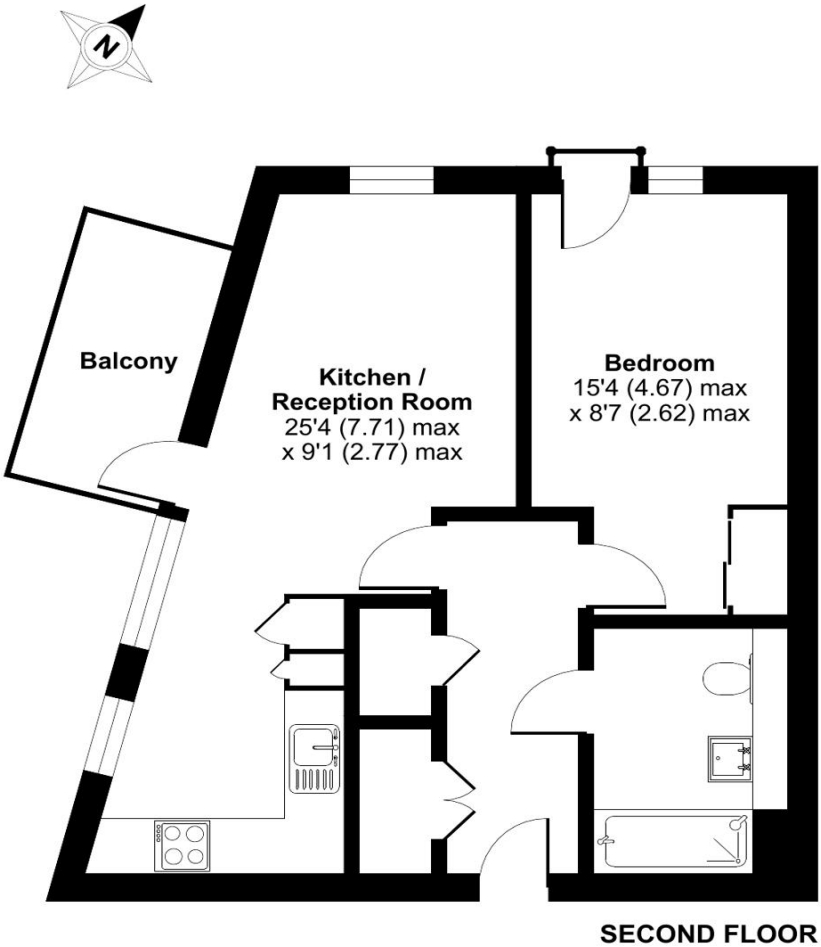 N
Balcony
Kitchen /
Reception Room
25'4 (7.71) max
x 9'1 (2.77) max
Bedroom
15'4 (4.67) max
x 8'7 (2.62) max
SECOND FLOOR